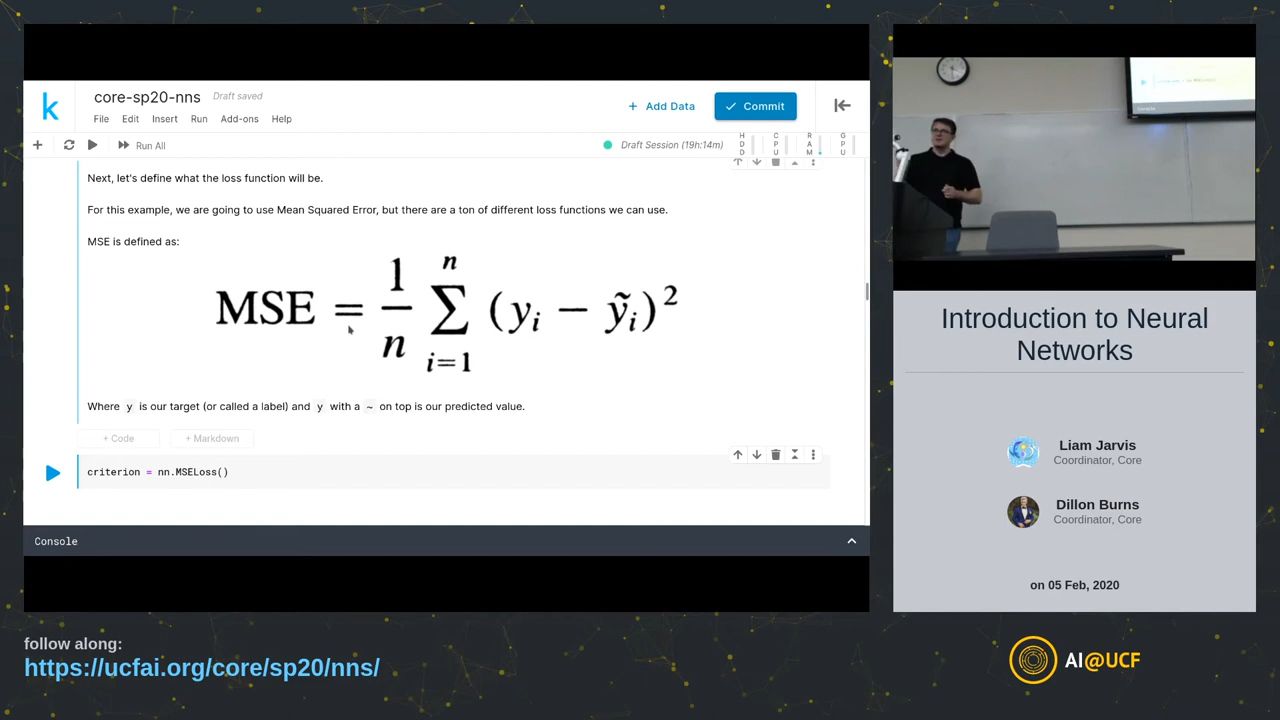 k
core-sp20-nns Draft saved
File Edit Insert Run Add-ons Help
+ Add Data
Commit
Run All
Draft Session (19h:14m)
HDD
CPU
RAM
GPU
Next, let's define what the loss function will be.
For this example, we are going to use Mean Squared Error, but there are a ton of different loss functions we can use.
MSE is defined as:
MSE = 1/n ∑ i=1 n (yᵢ − ỹᵢ)²
Where y is our target (or called a label) and y with a ~ on top is our predicted value.
+ Code + Markdown
criterion = nn.MSELoss()
Console
Introduction to Neural
Networks
Liam Jarvis
Coordinator, Core
Dillon Burns
Coordinator, Core
on 05 Feb, 2020
follow along:
https://ucfai.org/core/sp20/nns/
AI@UCF